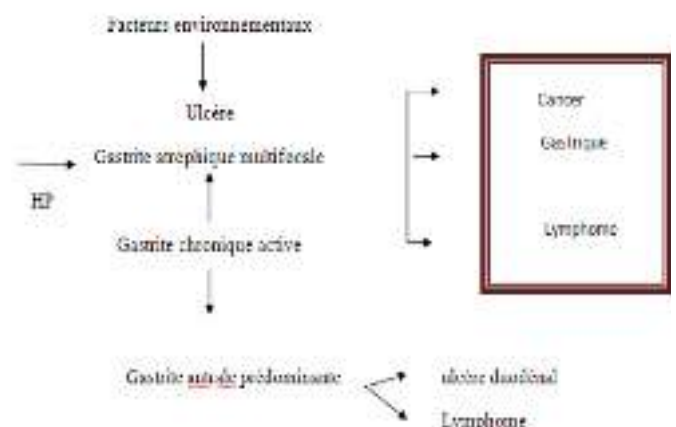 Facteurs environnementaux
Ulcère
Gastrite atrophique multifocale
HP
Gastrite chronique active
Gastrite antrale prédominante
ulcère duodénal
Lymphome
Cancer
Gastrique
Lymphome